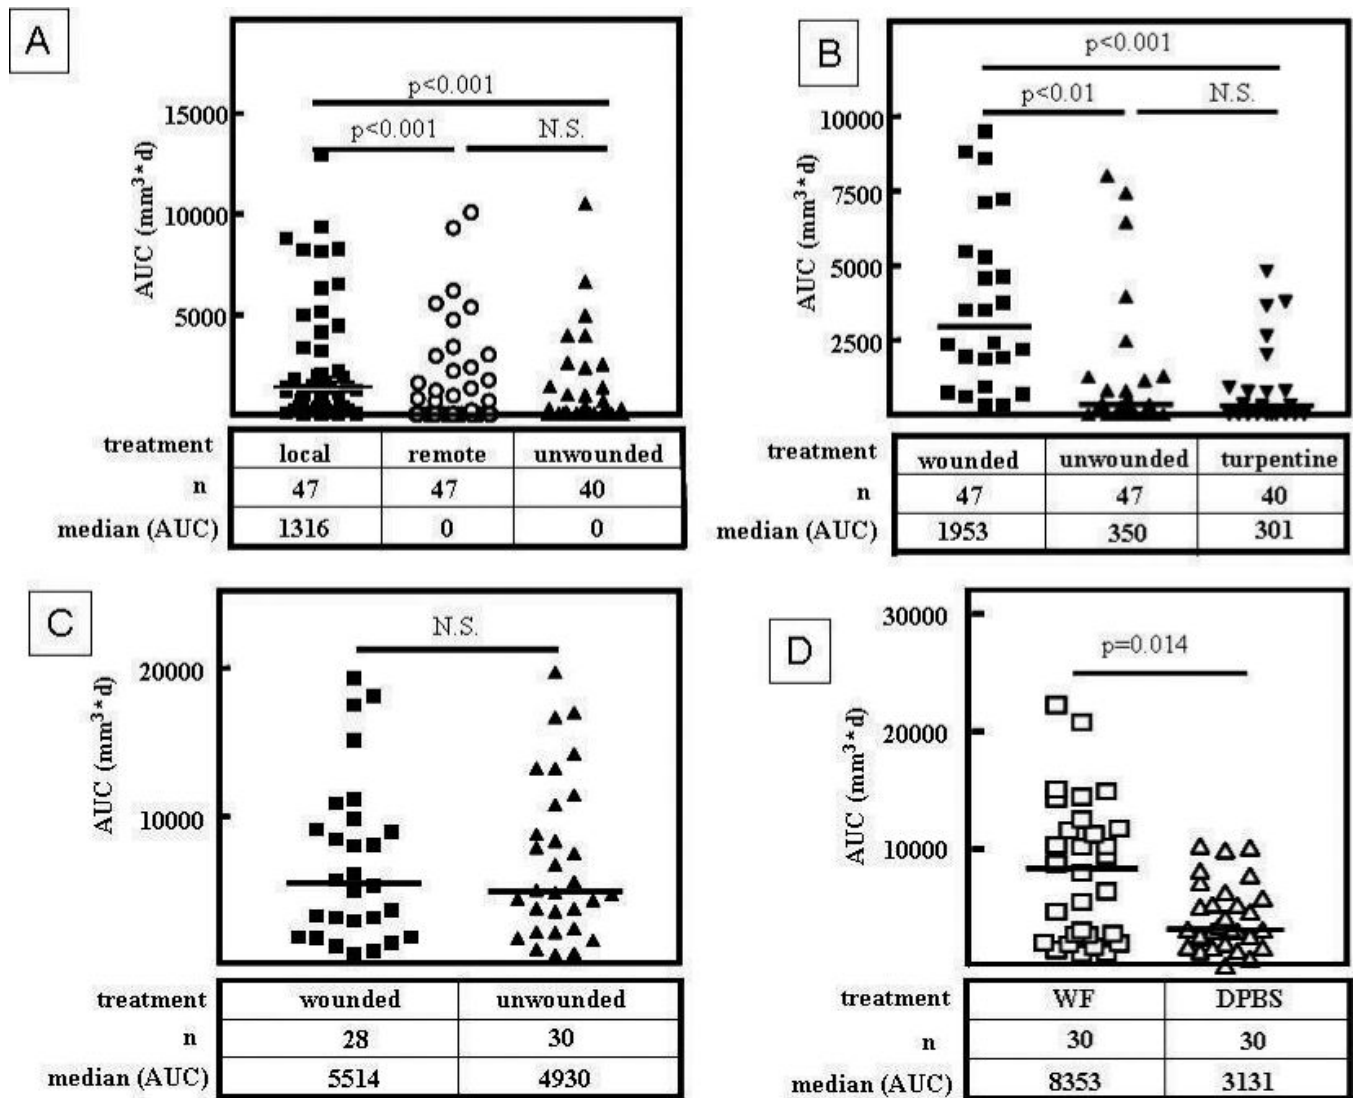 A
p<0.001
p<0.001 N.S.
15000
10000
5000
AUC (mm³*d)
treatment local remote unwounded
n 47 47 40
median (AUC) 1316 0 0
B
p<0.001
p<0.01 N.S.
10000
7500
5000
2500
AUC (mm³*d)
treatment wounded unwounded turpentine
n 47 47 40
median (AUC) 1953 350 301
C
N.S.
20000
10000
AUC (mm³*d)
treatment wounded unwounded
n 28 30
median (AUC) 5514 4930
D
p=0.014
30000
20000
10000
AUC (mm³*d)
treatment WF DPBS
n 30 30
median (AUC) 8353 3131